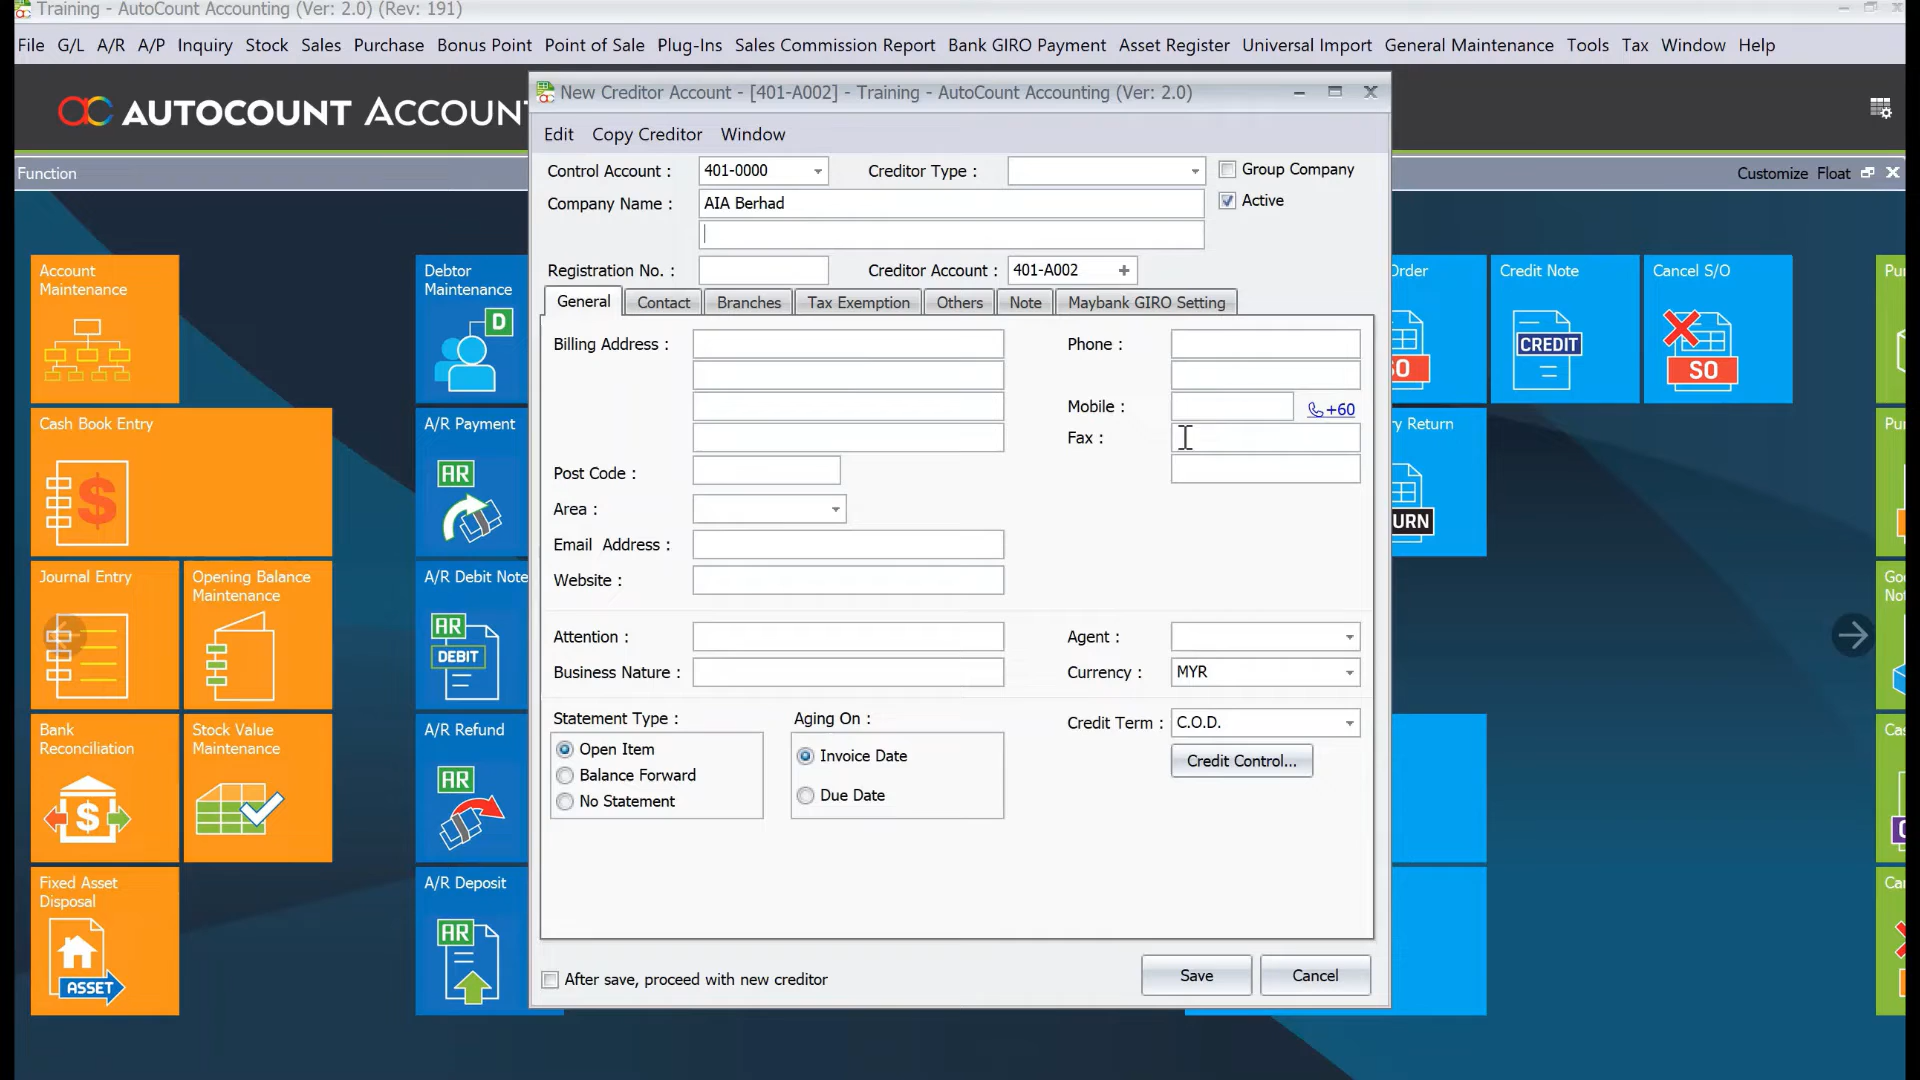 Training - AutoCount Accounting (Ver: 2.0) (Rev: 191)
File G/L A/R A/P Inquiry Stock Sales Purchase Bonus Point Point of Sale Plug-Ins Sales Commission Report Bank GIRO Payment Asset Register Universal Import General Maintenance Tools Tax Window Help
AUTOCOUNT ACCOUN
Function
Customize Float
New Creditor Account - [401-A002] - Training - AutoCount Accounting (Ver: 2.0)
Edit Copy Creditor Window
Control Account : 401-0000 Creditor Type : Group Company
Company Name : AIA Berhad Active
Registration No. : Creditor Account : 401-A002 +
General Contact Branches Tax Exemption Others Note Maybank GIRO Setting
Billing Address : Phone :
Mobile : +60
Fax :
Post Code :
Area :
Email Address :
Website :
Attention : Agent :
Business Nature : Currency : MYR
Statement Type : Aging On : Credit Term : C.O.D.
Open Item Invoice Date
Balance Forward Credit Control...
No Statement Due Date
After save, proceed with new creditor Save Cancel
Account
Maintenance
Cash Book Entry
$
Journal Entry
Opening Balance
Maintenance
Bank
Reconciliation
$
Stock Value
Maintenance
Fixed Asset
Disposal
ASSET
Debtor
Maintenance
D
A/R Payment
AR
A/R Debit Note
AR
DEBIT
A/R Refund
AR
A/R Deposit
AR
Order
O
Credit Note
CREDIT
Cancel S/O
SO
ry Return
URN
Pu
Pu
Go
No
Cas
C
Can